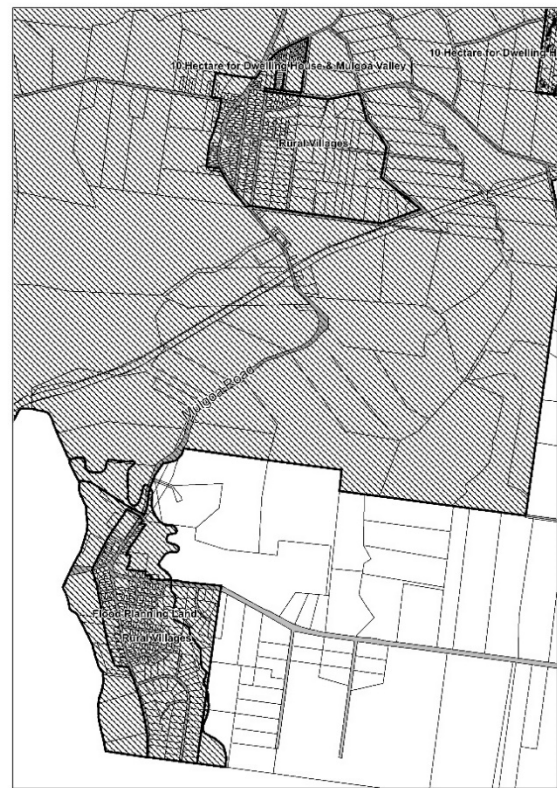 10 Hectare for Dwelling House & Mulgoa Valley
10 Hectare for Dwelling
Rural Villages
Mulgoa Road
Flood Planning Land
Rural Villages